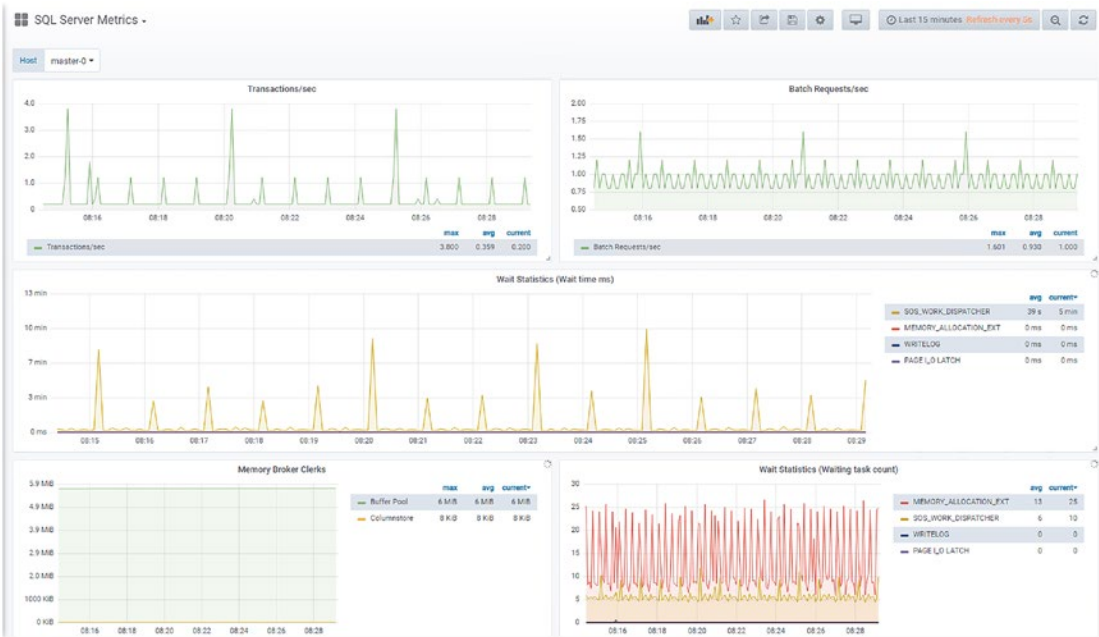 SQL Server Metrics
Last 15 minutes Refresh every 5s
Host master-0
Transactions/sec
4.0
3.0
2.0
1.0
0
08:16 08:18 08:20 08:22 08:24 08:26 08:28
max avg current
Transactions/sec 3.800 0.359 0.200
Batch Requests/sec
2.00
1.75
1.50
1.25
1.00
0.75
0.50
08:16 08:18 08:20 08:22 08:24 08:26 08:28
max avg current
Batch Requests/sec 1.601 0.930 1.000
Wait Statistics (Wait time ms)
13 min
10 min
7 min
3 min
0 ms
08:15 08:16 08:17 08:18 08:19 08:20 08:21 08:22 08:23 08:24 08:25 08:26 08:27 08:28 08:29
avg current
SOS_WORK_DISPATCHER 39 s 5 min
MEMORY_ALLOCATION_EXT 0 ms 0 ms
WRITELOG 0 ms 0 ms
PAGE I_O LATCH 0 ms 0 ms
Memory Broker Clerks
5.9 MiB
4.9 MiB
3.9 MiB
2.9 MiB
2.0 MiB
1000 KiB
0 KiB
08:16 08:18 08:20 08:22 08:24 08:26 08:28
max avg current
Buffer Pool 6 MiB 6 MiB 6 MiB
Columnstore 8 KiB 8 KiB 8 KiB
Wait Statistics (Waiting task count)
30
25
20
15
10
5
0
08:16 08:18 08:20 08:22 08:24 08:26 08:28
avg current
MEMORY_ALLOCATION_EXT 13 25
SOS_WORK_DISPATCHER 6 10
WRITELOG 0 0
PAGE I_O LATCH 0 0